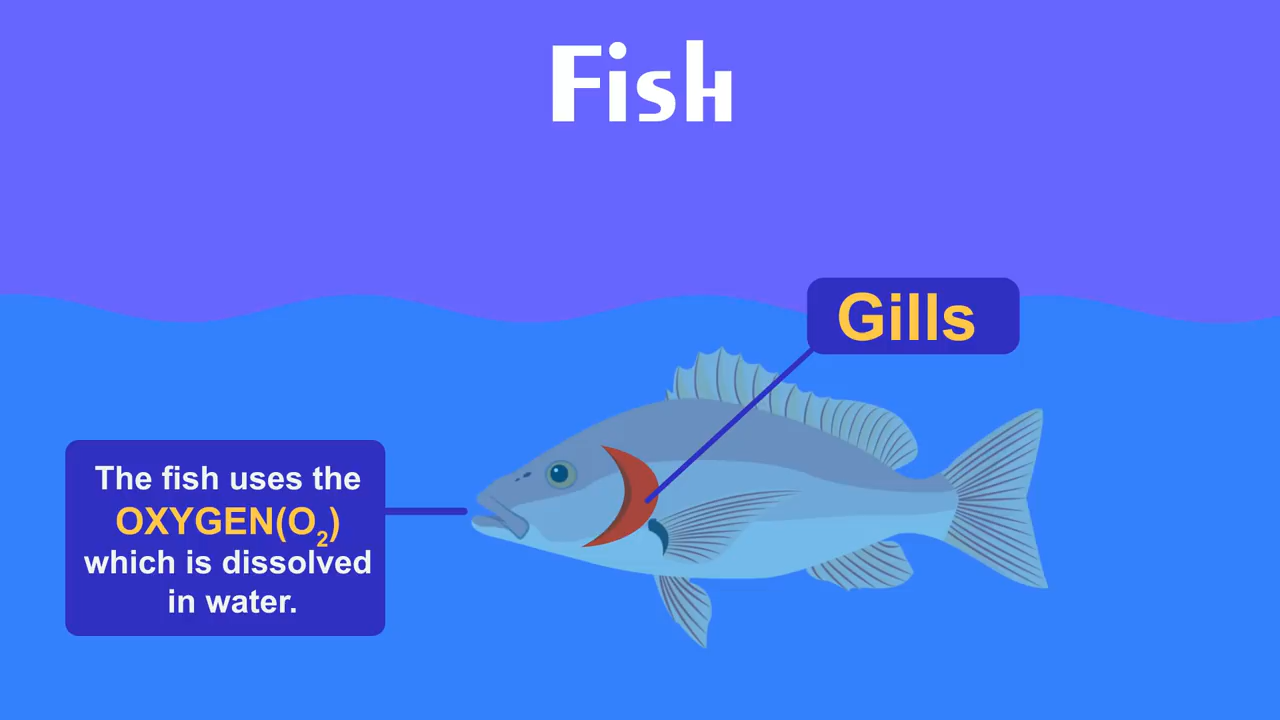 Fish
Gills
The fish uses the
OXYGEN(O₂)
which is dissolved
in water.